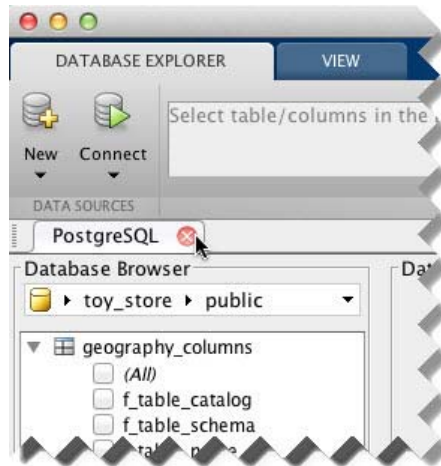 DATABASE EXPLORER
VIEW
New
Connect
Select table/columns in the
DATA SOURCES
PostgreSQL
Database Browser
toy_store
public
geography_columns
(All)
f_table_catalog
f_table_schema